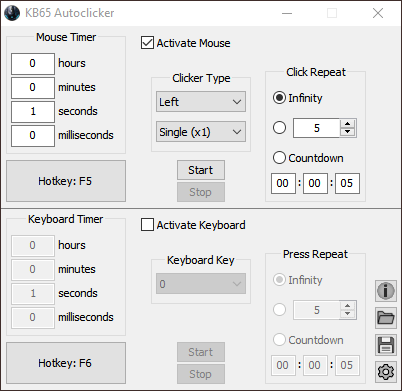 KB65 Autoclicker
Mouse Timer
0 hours
0 minutes
1 seconds
0 milliseconds
Hotkey: F5
Activate Mouse
Clicker Type
Left
Single (x1)
Start
Stop
Click Repeat
Infinity
5
Countdown
00 : 00 : 05
Keyboard Timer
0 hours
0 minutes
1 seconds
0 milliseconds
Hotkey: F6
Activate Keyboard
Keyboard Key
0
Start
Stop
Press Repeat
Infinity
5
Countdown
00 : 00 : 05